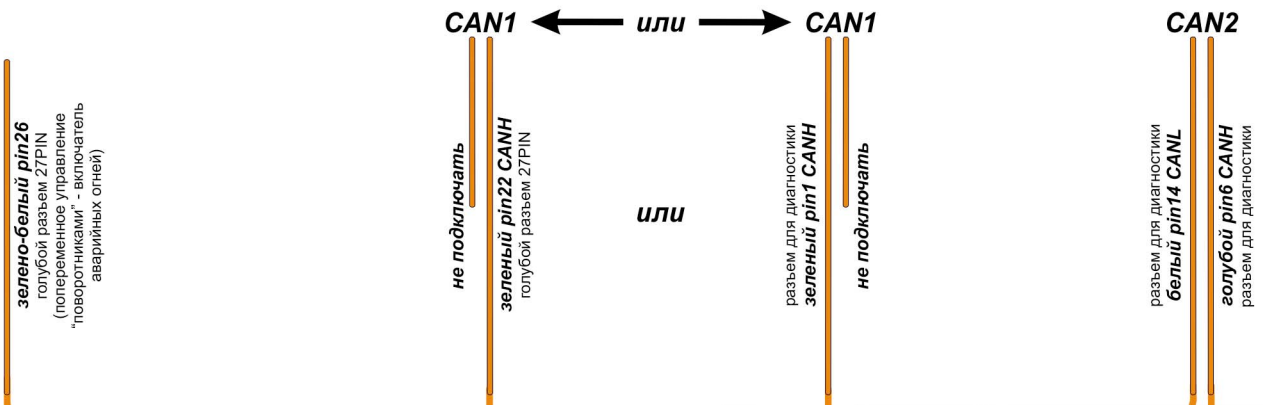 CAN1
или
CAN1
CAN2
зелено-белый pin26
голубой разъем 27PIN
(попеременное управление
"поворотниками" - включатель
аварийных огней)
не подключать
зеленый pin22 CANH
голубой разъем 27PIN
или
разъем для диагностики
зеленый pin1 CANH
не подключать
разъем для диагностики
белый pin14 CANL
голубой pin6 CANH
разъем для диагностики